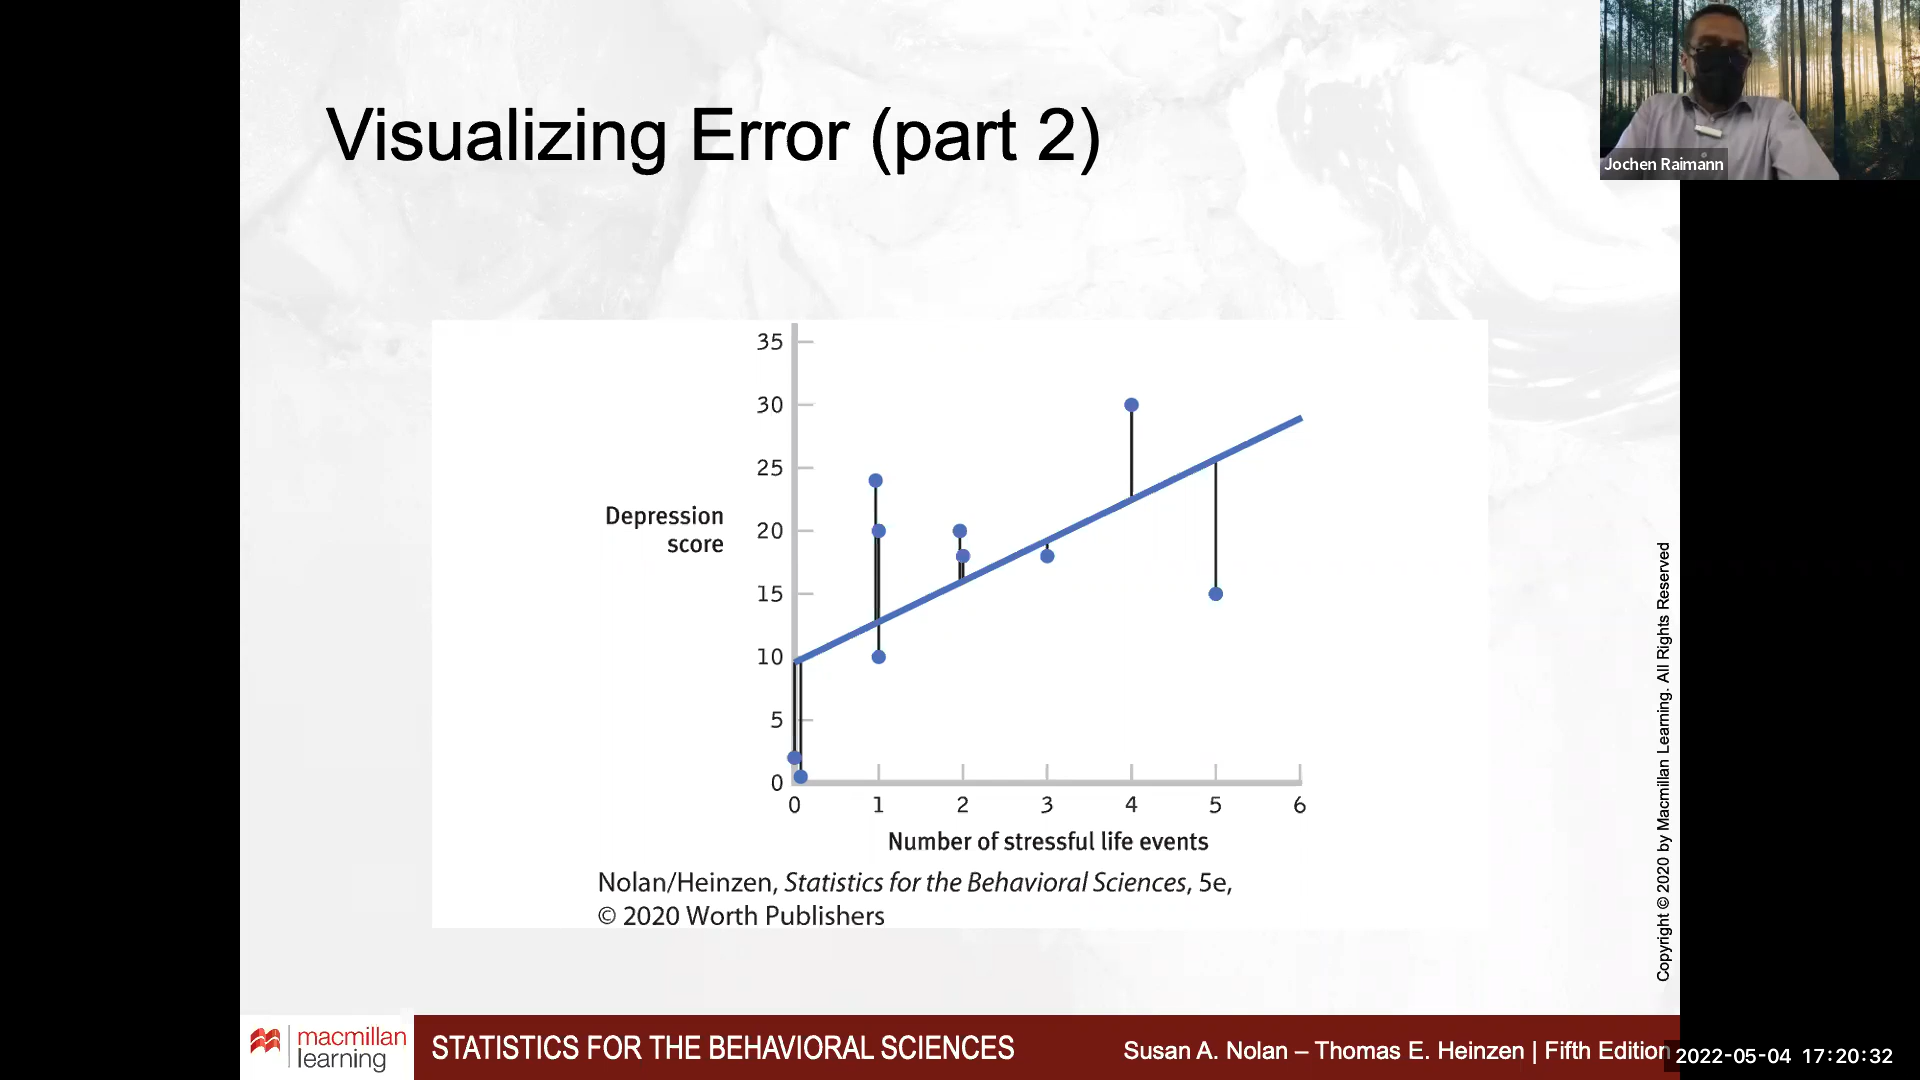 Visualizing Error (part 2)
Jochen Raimann
35
30
25
20
15
10
5
0
Depression
score
0 1 2 3 4 5 6
Number of stressful life events
Nolan/Heinzen, Statistics for the Behavioral Sciences, 5e,
© 2020 Worth Publishers
Copyright © 2020 by Macmillan Learning. All Rights Reserved
macmillan
learning
STATISTICS FOR THE BEHAVIORAL SCIENCES
Susan A. Nolan – Thomas E. Heinzen | Fifth Edition
2022-05-04 17:20:32